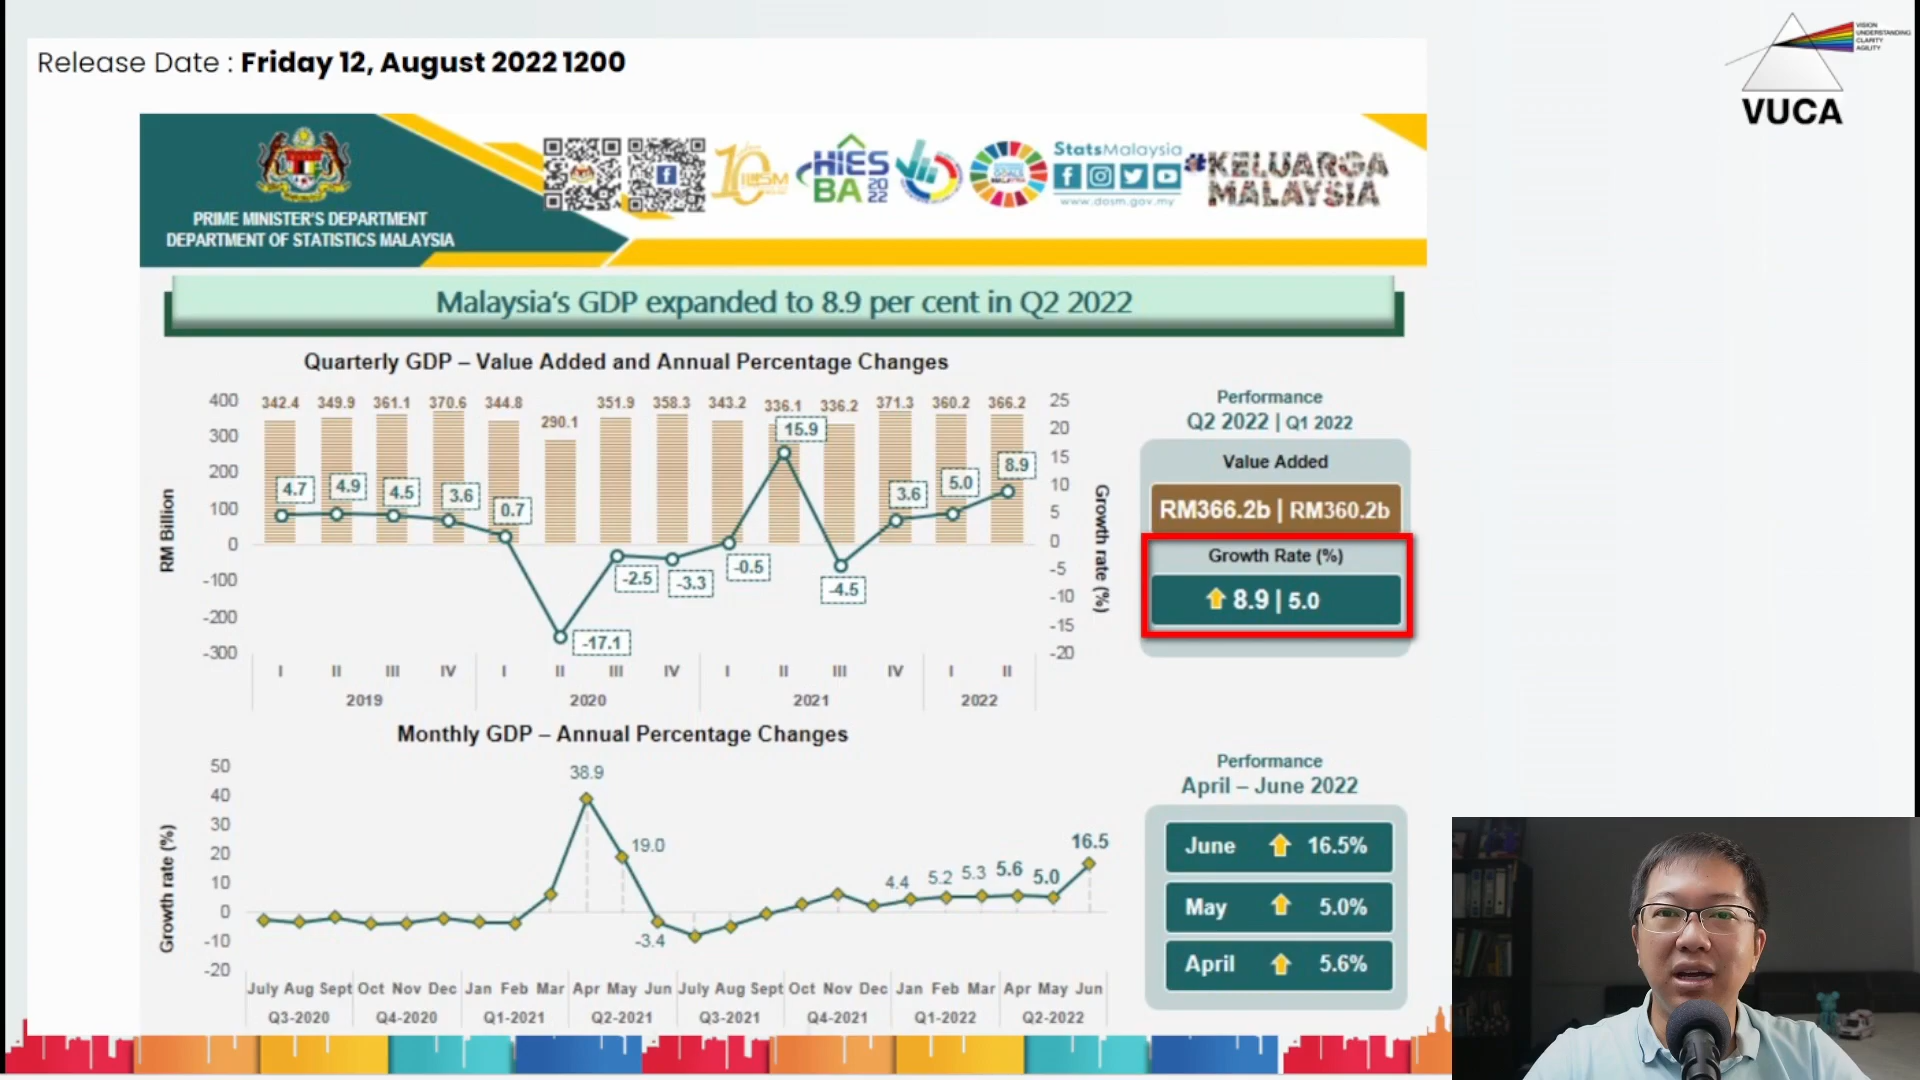 Release Date : Friday 12, August 2022 1200
VISION
UNDERSTANDING
CLARITY
AGILITY
VUCA
PRIME MINISTER'S DEPARTMENT
DEPARTMENT OF STATISTICS MALAYSIA
HIES
BA 2022
StatsMalaysia
www.dosm.gov.my
#KELUARGA
MALAYSIA
Malaysia's GDP expanded to 8.9 per cent in Q2 2022
Quarterly GDP – Value Added and Annual Percentage Changes
RM Billion
400
300
200
100
0
-100
-200
-300
342.4 349.9 361.1 370.6 344.8 290.1 351.9 358.3 343.2 336.1 336.2 371.3 360.2 366.2
4.7 4.9 4.5 3.6 0.7 -17.1 -2.5 -3.3 -0.5 15.9 -4.5 3.6 5.0 8.9
25
20
15
10
5
0
-5
-10
-15
-20
Growth rate (%)
I II III IV I II III IV I II III IV I II
2019 2020 2021 2022
Performance
Q2 2022 | Q1 2022
Value Added
RM366.2b | RM360.2b
Growth Rate (%)
8.9 | 5.0
Monthly GDP – Annual Percentage Changes
Growth rate (%)
50
40
30
20
10
0
-10
-20
38.9 19.0 -3.4 4.4 5.2 5.3 5.6 5.0 16.5
July Aug Sept Oct Nov Dec Jan Feb Mar Apr May Jun July Aug Sept Oct Nov Dec Jan Feb Mar Apr May Jun
Q3-2020 Q4-2020 Q1-2021 Q2-2021 Q3-2021 Q4-2021 Q1-2022 Q2-2022
Performance
April – June 2022
June 16.5%
May 5.0%
April 5.6%